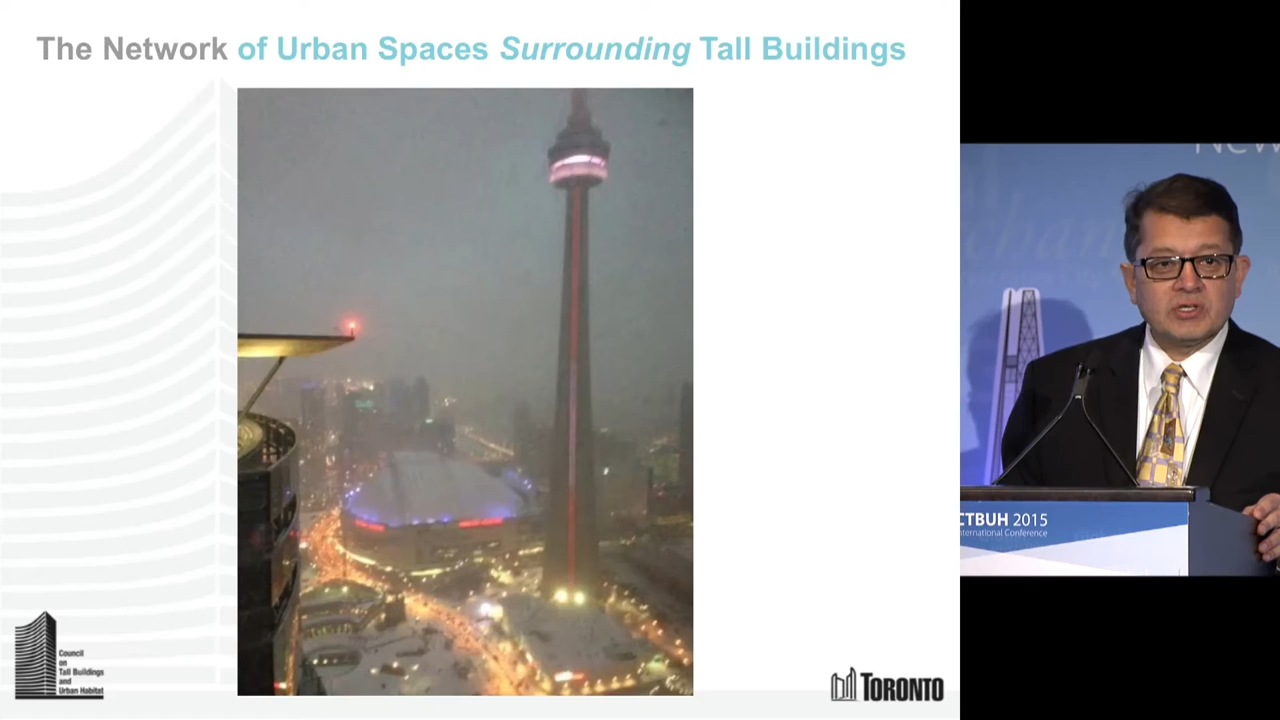 The Network of Urban Spaces Surrounding Tall Buildings
CTBUH 2015
International Conference
Council
on
Tall Buildings
and
Urban Habitat
TORONTO